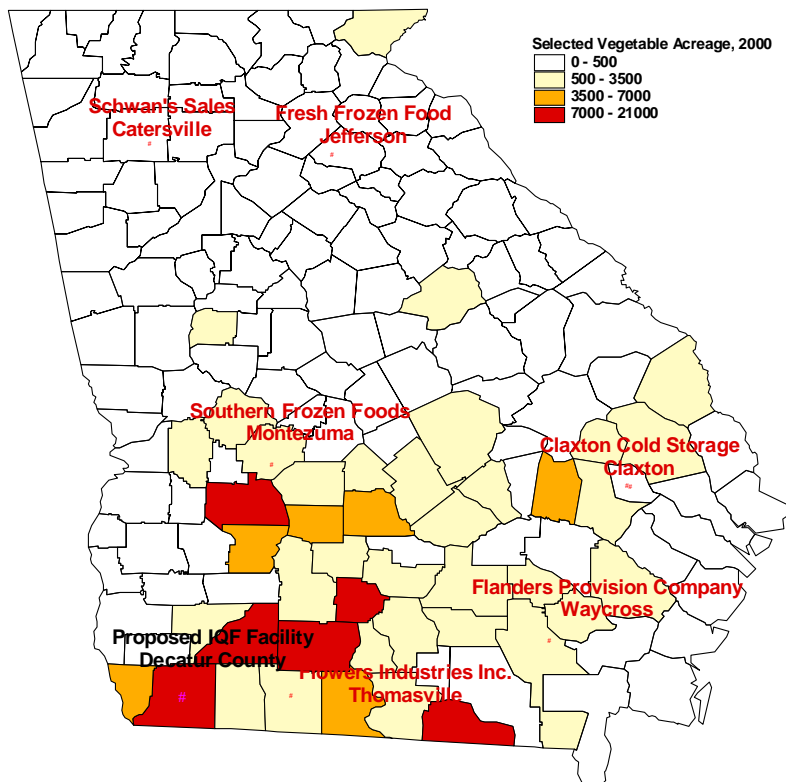 Selected Vegetable Acreage, 2000
0 - 500
500 - 3500
3500 - 7000
7000 - 21000
Schwan's Sales
Catersville
#
Fresh Frozen Food
Jefferson
#
Southern Frozen Foods
Montezuma
#
Claxton Cold Storage
Claxton
##
Flanders Provision Company
Waycross
#
Proposed IQF Facility
Decatur County
#
Flowers Industries Inc.
Thomasville
#